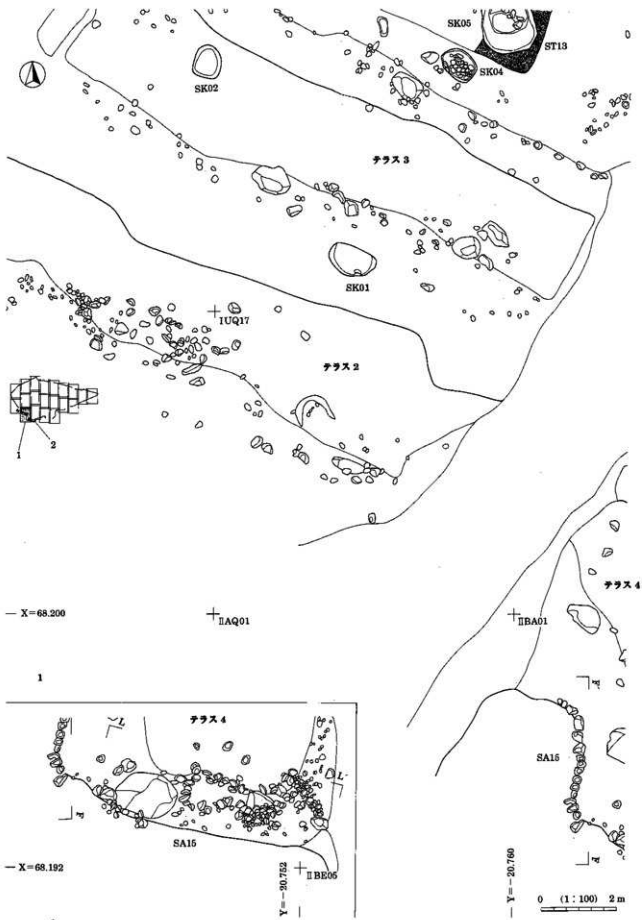 SK05
ST13
SK04
SK02
テラス 3
SK01
IUQ17
テラス 2
1
2
テラス 4
X=68.200
ⅡAQ01
ⅡBA01
1
F
F'
テラス 4
L
L'
SA15
F
F'
SA15
X=68.192
Y=-20.752
ⅡBE05
Y=-20.760
0 (1:100) 2 m